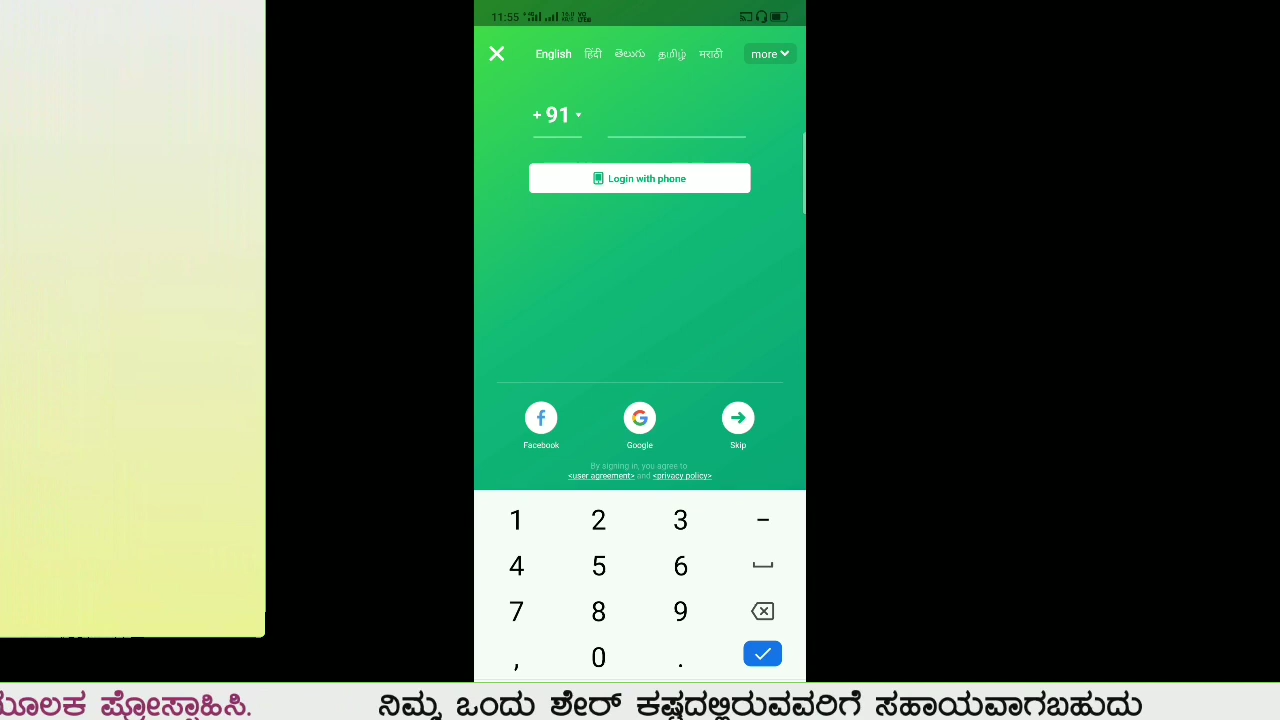 11:55
English हिंदी తెలుగు தமிழ் मराठी more
+ 91
Login with phone
Facebook Google Skip
By signing in, you agree to
<user agreement> and <privacy policy>
1 2 3 -
4 5 6
7 8 9
, 0 .
ಮೂಲಕ ಪ್ರೋಸ್ತಾಹಿಸಿ. ನಿಮ್ಮ ಒಂದು ಶೇರ್ ಕಷ್ಟದಲ್ಲಿರುವವರಿಗೆ ಸಹಾಯವಾಗಬಹುದು